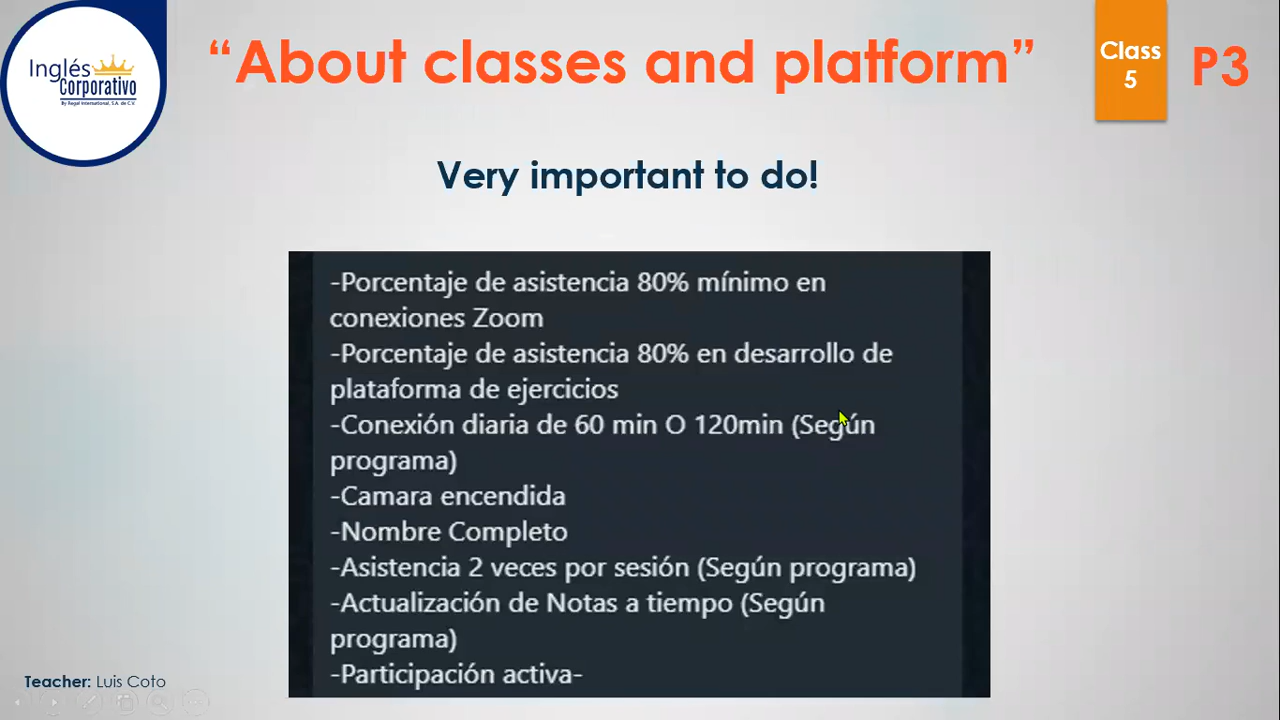 Inglés
Corporativo
By Regal International, S.A. de C.V.
“About classes and platform”
Class
5
P3
Very important to do!
-Porcentaje de asistencia 80% mínimo en
conexiones Zoom
-Porcentaje de asistencia 80% en desarrollo de
plataforma de ejercicios
-Conexión diaria de 60 min O 120min (Según
programa)
-Camara encendida
-Nombre Completo
-Asistencia 2 veces por sesión (Según programa)
-Actualización de Notas a tiempo (Según
programa)
-Participación activa-
Teacher: Luis Coto